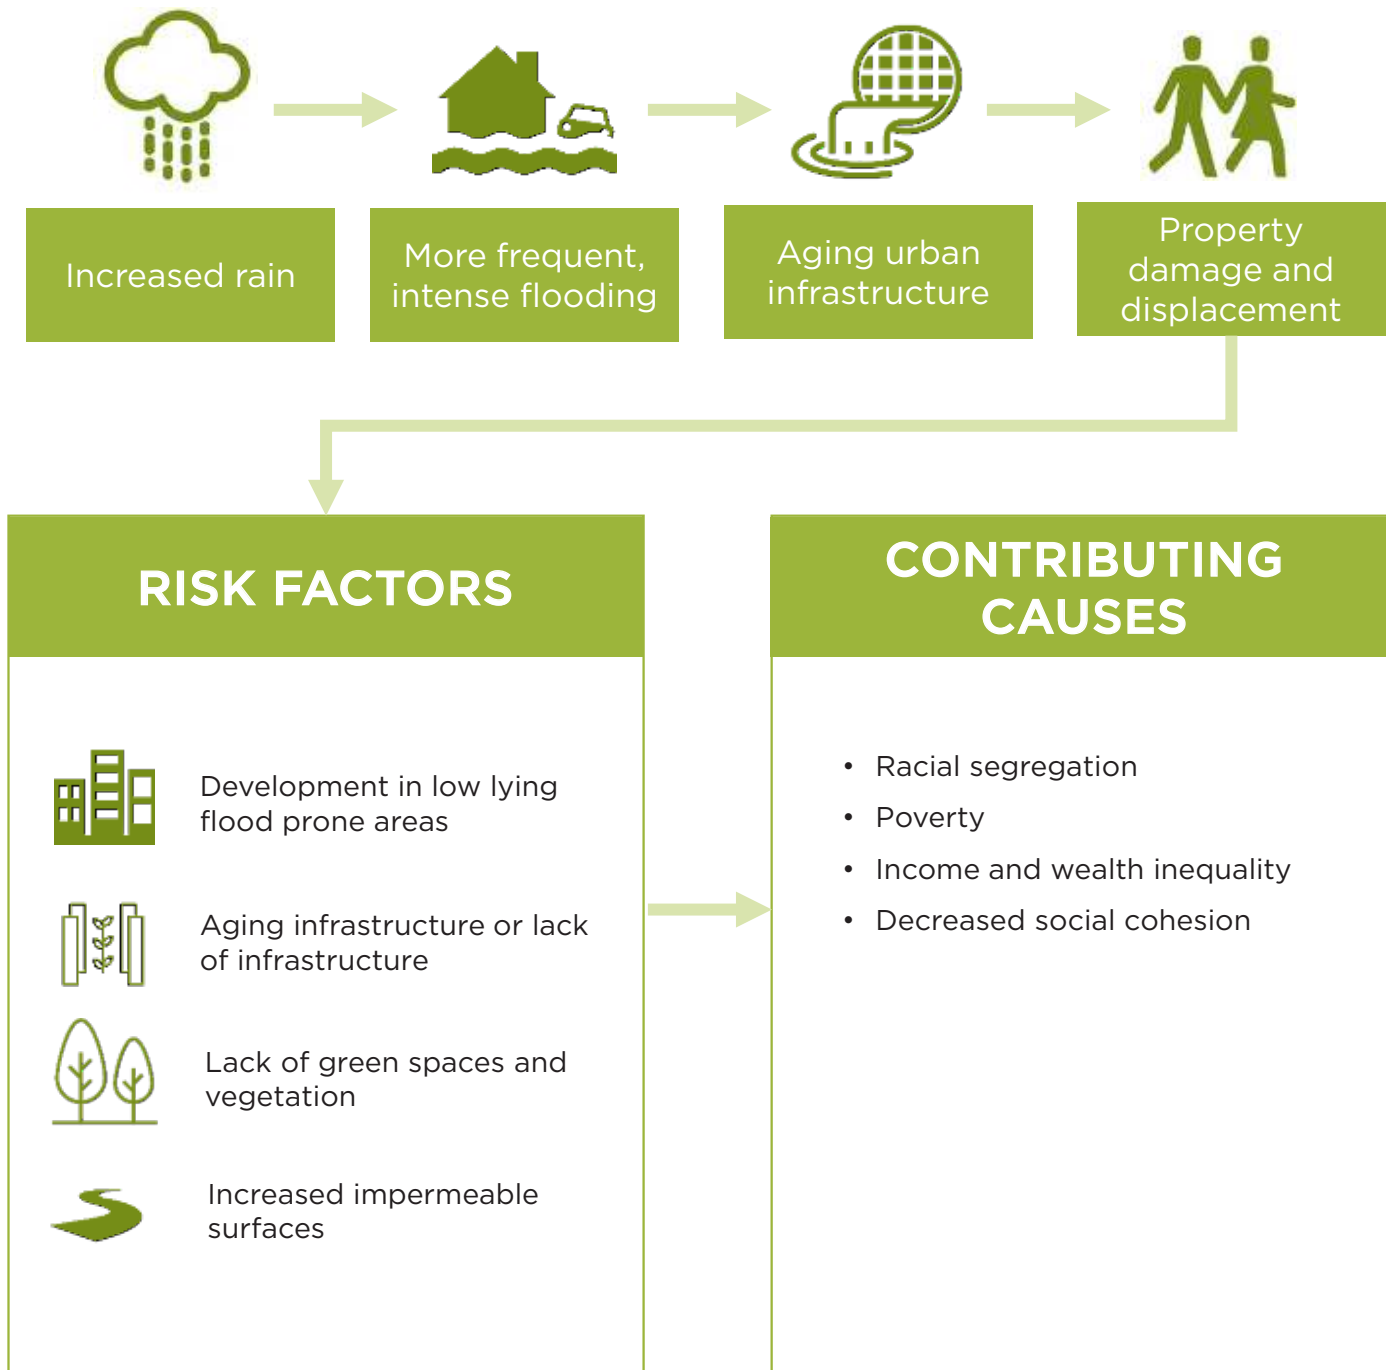 Increased rain
More frequent,
intense flooding
Aging urban
infrastructure
Property
damage and
displacement
RISK FACTORS
Development in low lying
flood prone areas
Aging infrastructure or lack
of infrastructure
Lack of green spaces and
vegetation
Increased impermeable
surfaces
CONTRIBUTING
CAUSES
• Racial segregation
• Poverty
• Income and wealth inequality
• Decreased social cohesion